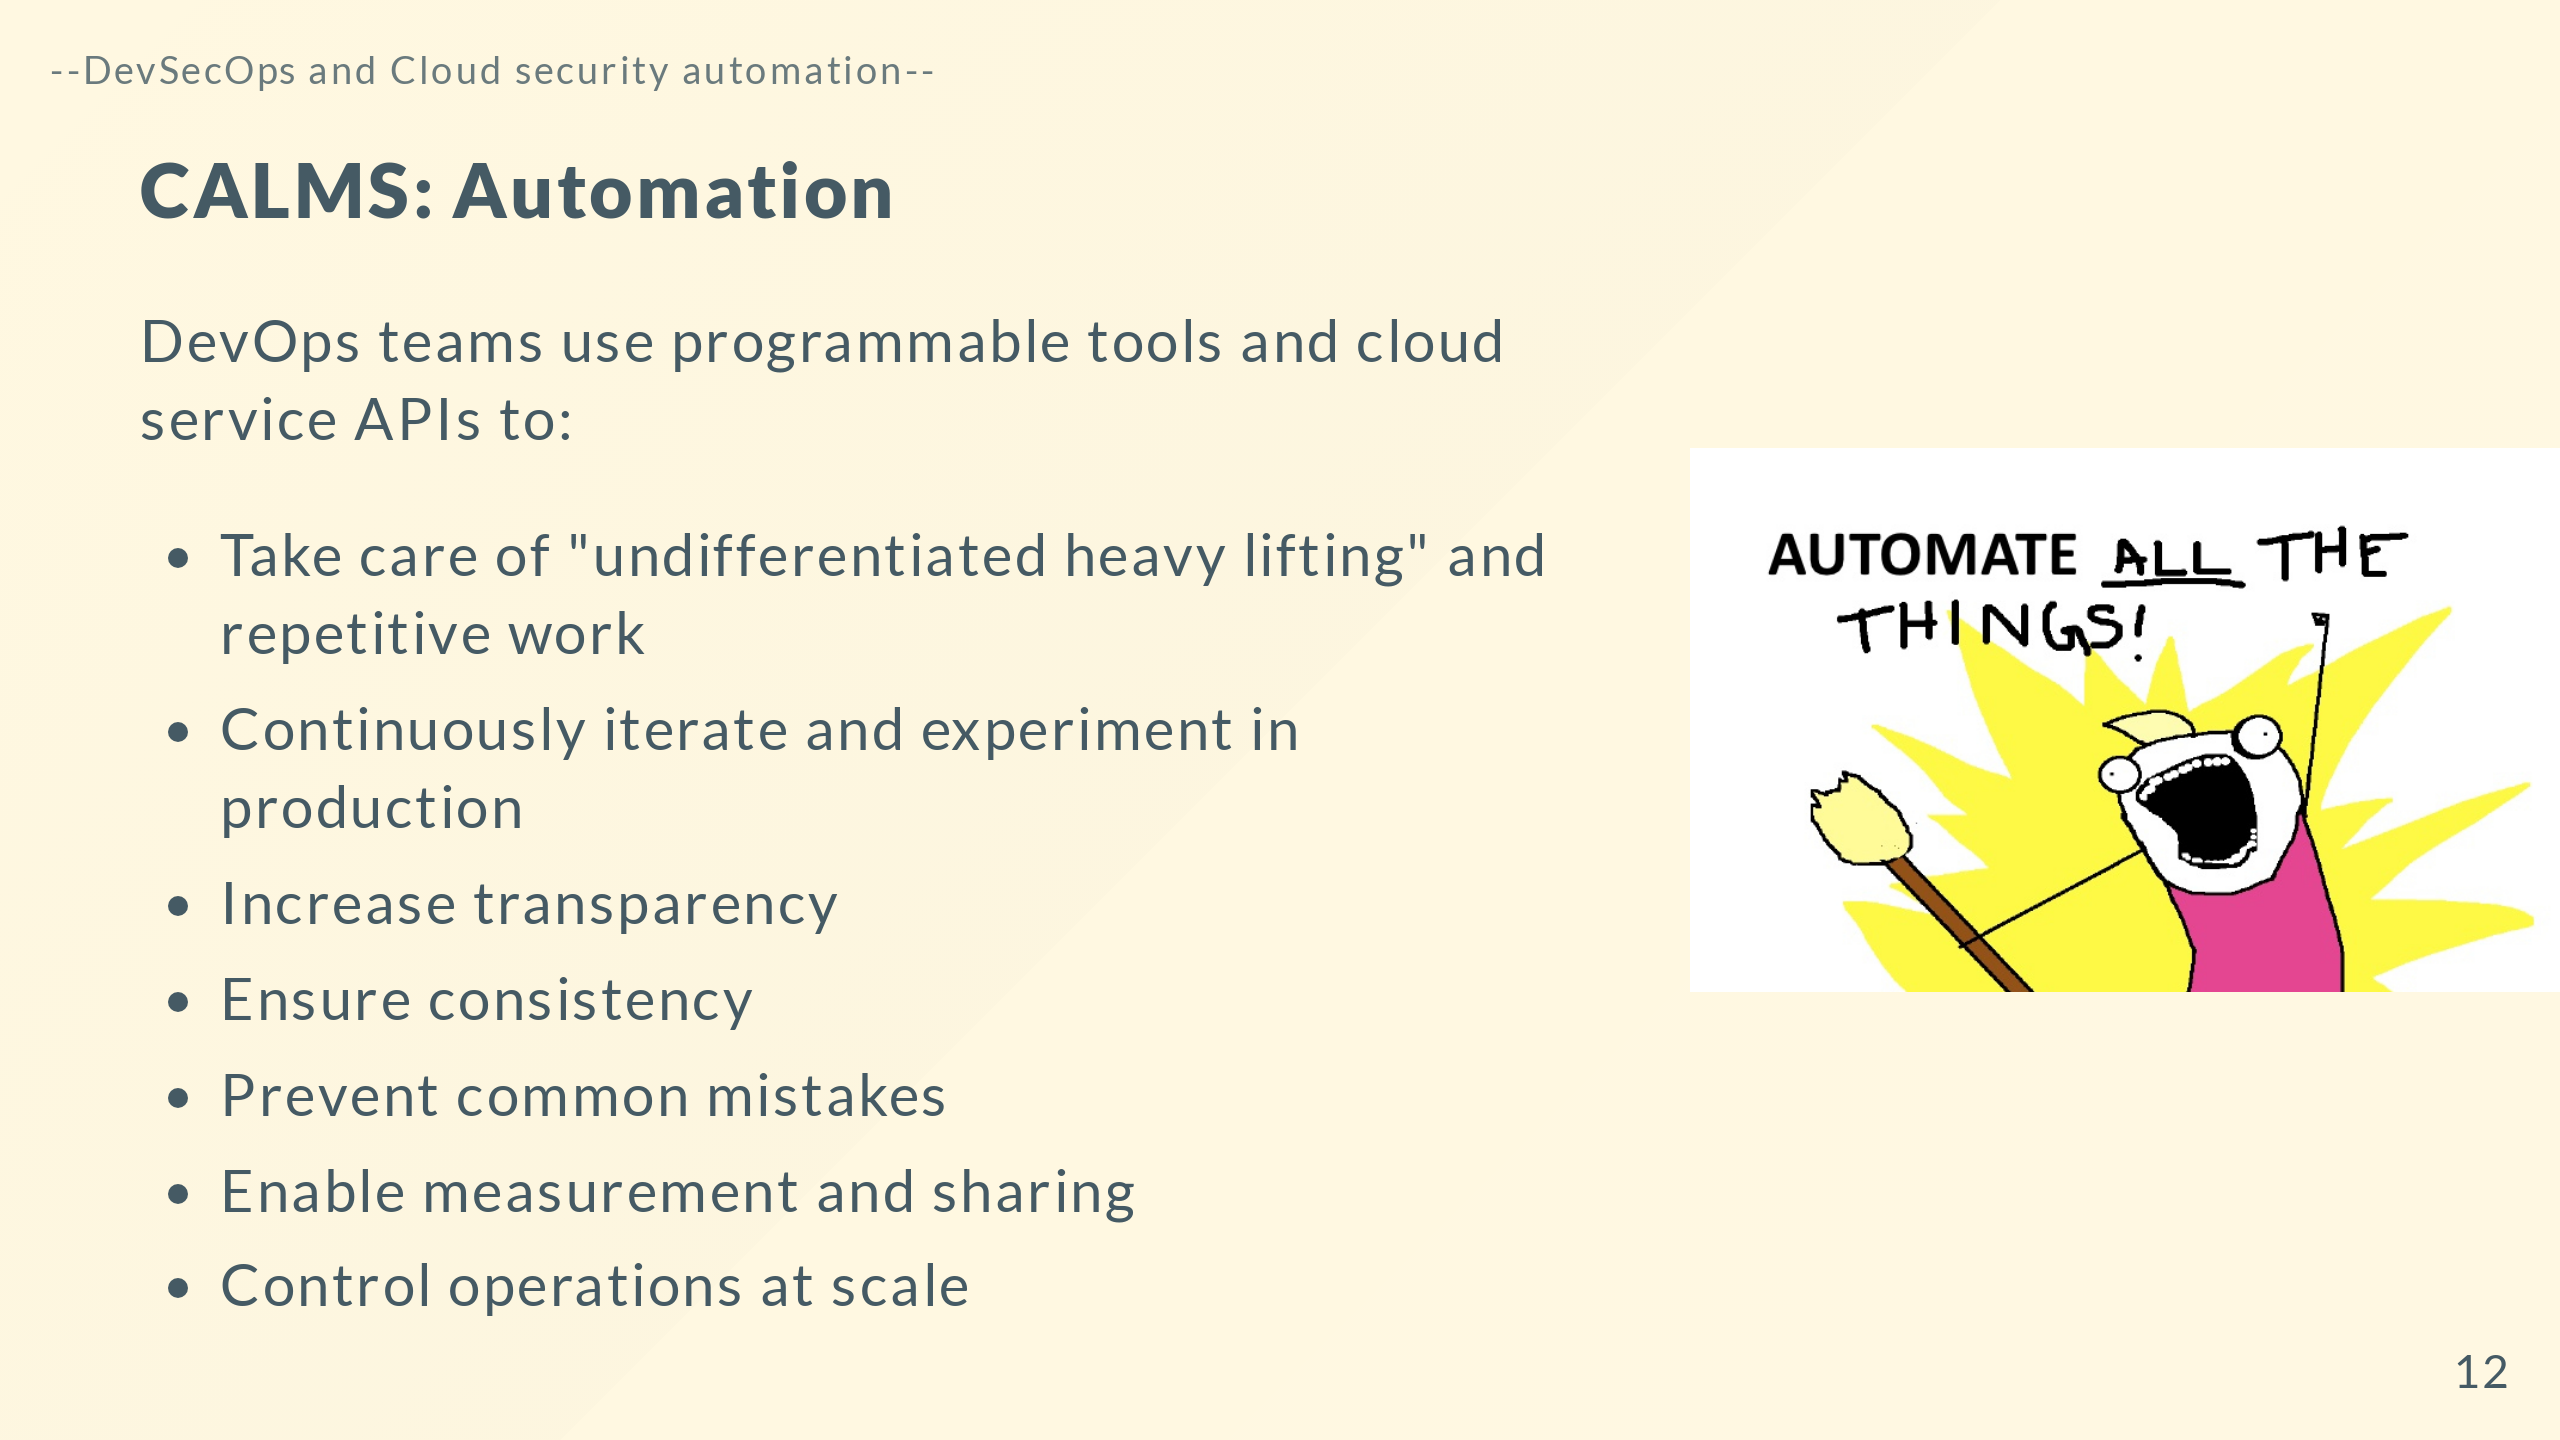 --DevSecOps and Cloud security automation--
CALMS: Automation
DevOps teams use programmable tools and cloud
service APIs to:
• Take care of "undifferentiated heavy lifting" and
repetitive work
• Continuously iterate and experiment in
production
• Increase transparency
• Ensure consistency
• Prevent common mistakes
• Enable measurement and sharing
• Control operations at scale
AUTOMATE ALL THE
THINGS!
12